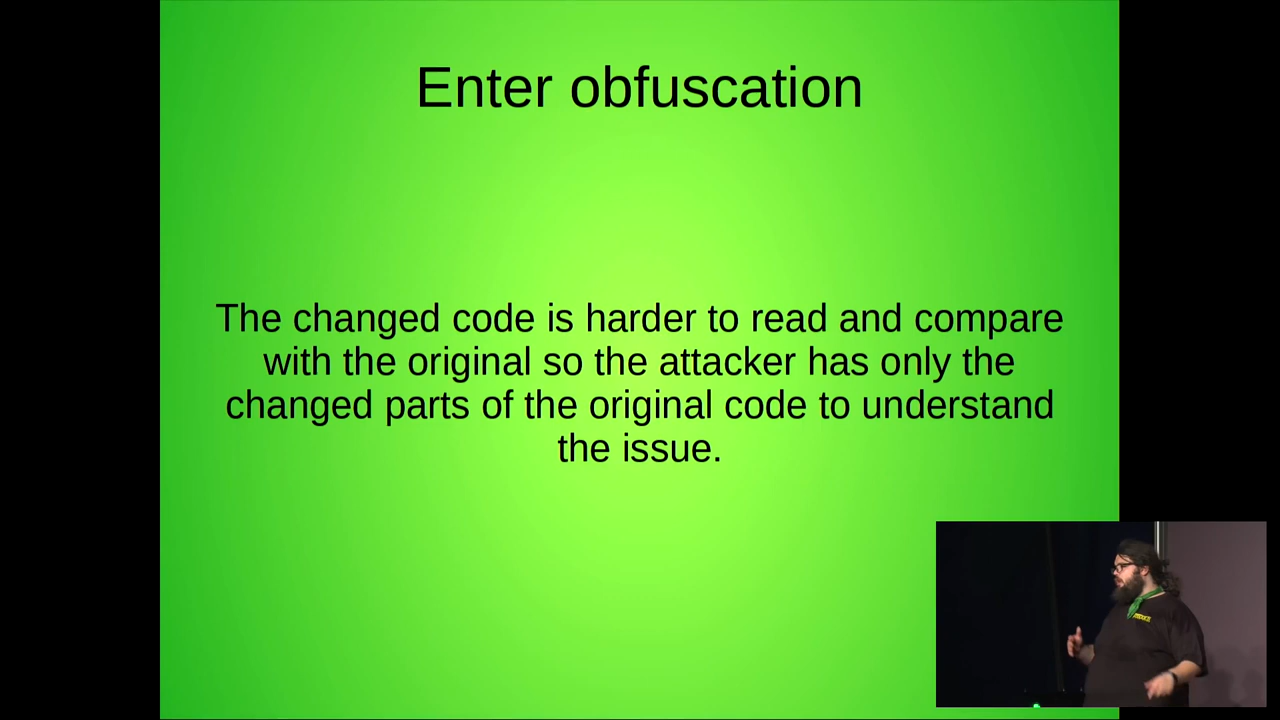 Enter obfuscation
The changed code is harder to read and compare
with the original so the attacker has only the
changed parts of the original code to understand
the issue.